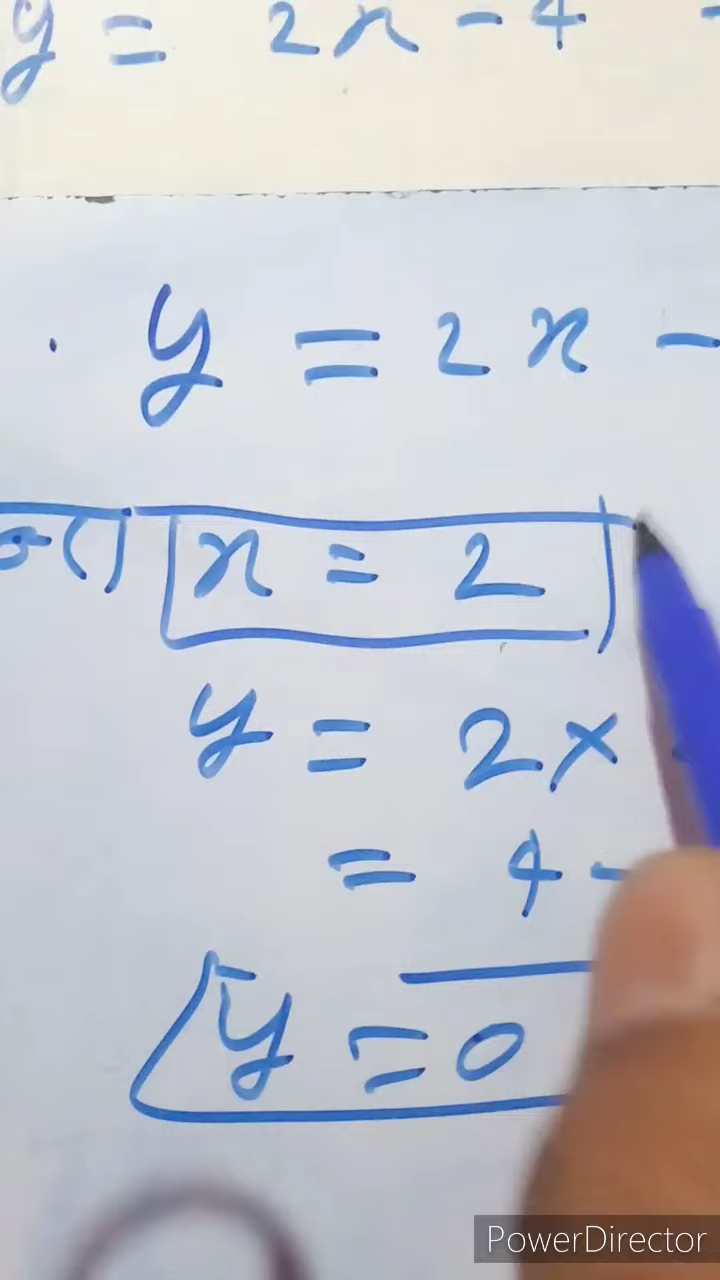 y = 2x - 4 -
. y = 2x -
x = 2
y = 2x
= 4 -
y = 0
PowerDirector